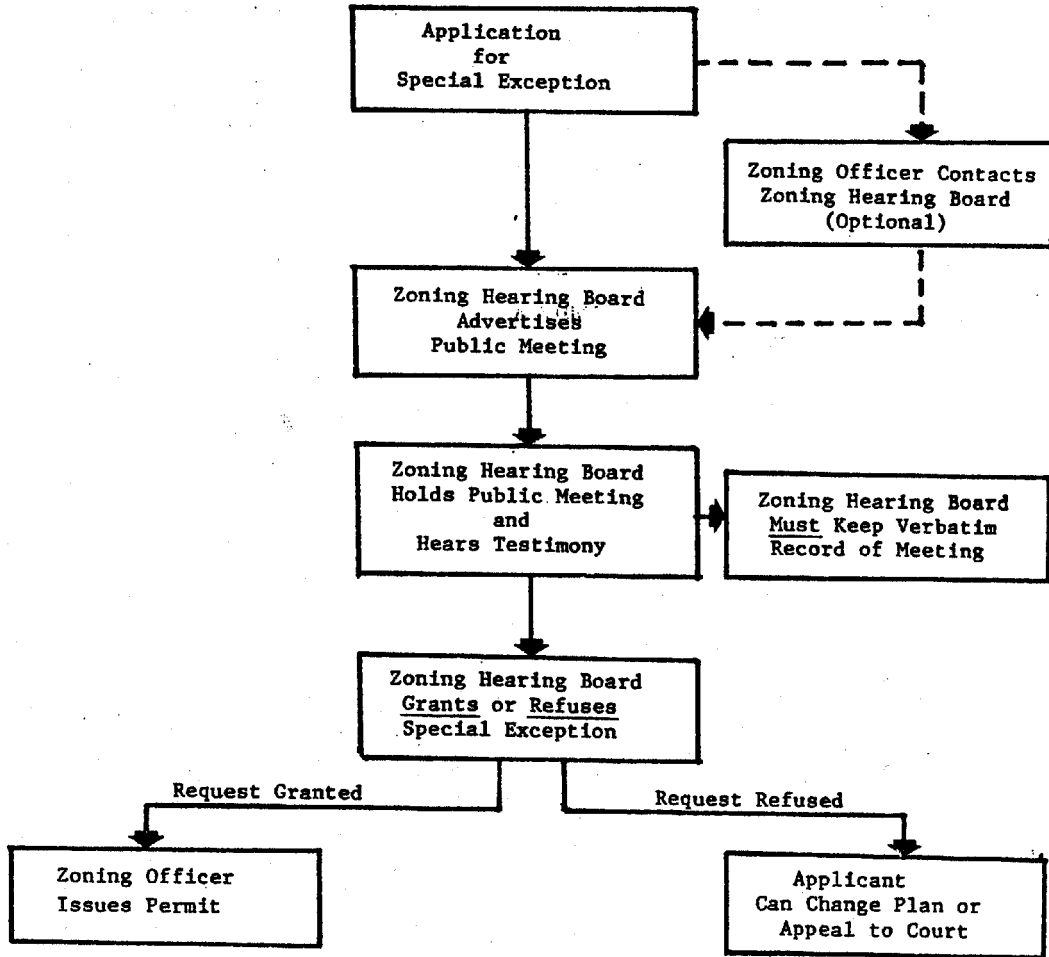 Application
for
Special Exception
Zoning Officer Contacts
Zoning Hearing Board
(Optional)
Zoning Hearing Board
Advertises
Public Meeting
Zoning Hearing Board
Holds Public Meeting
and
Hears Testimony
Zoning Hearing Board
Must Keep Verbatim
Record of Meeting
Zoning Hearing Board
Grants or Refuses
Special Exception
Request Granted
Request Refused
Zoning Officer
Issues Permit
Applicant
Can Change Plan or
Appeal to Court